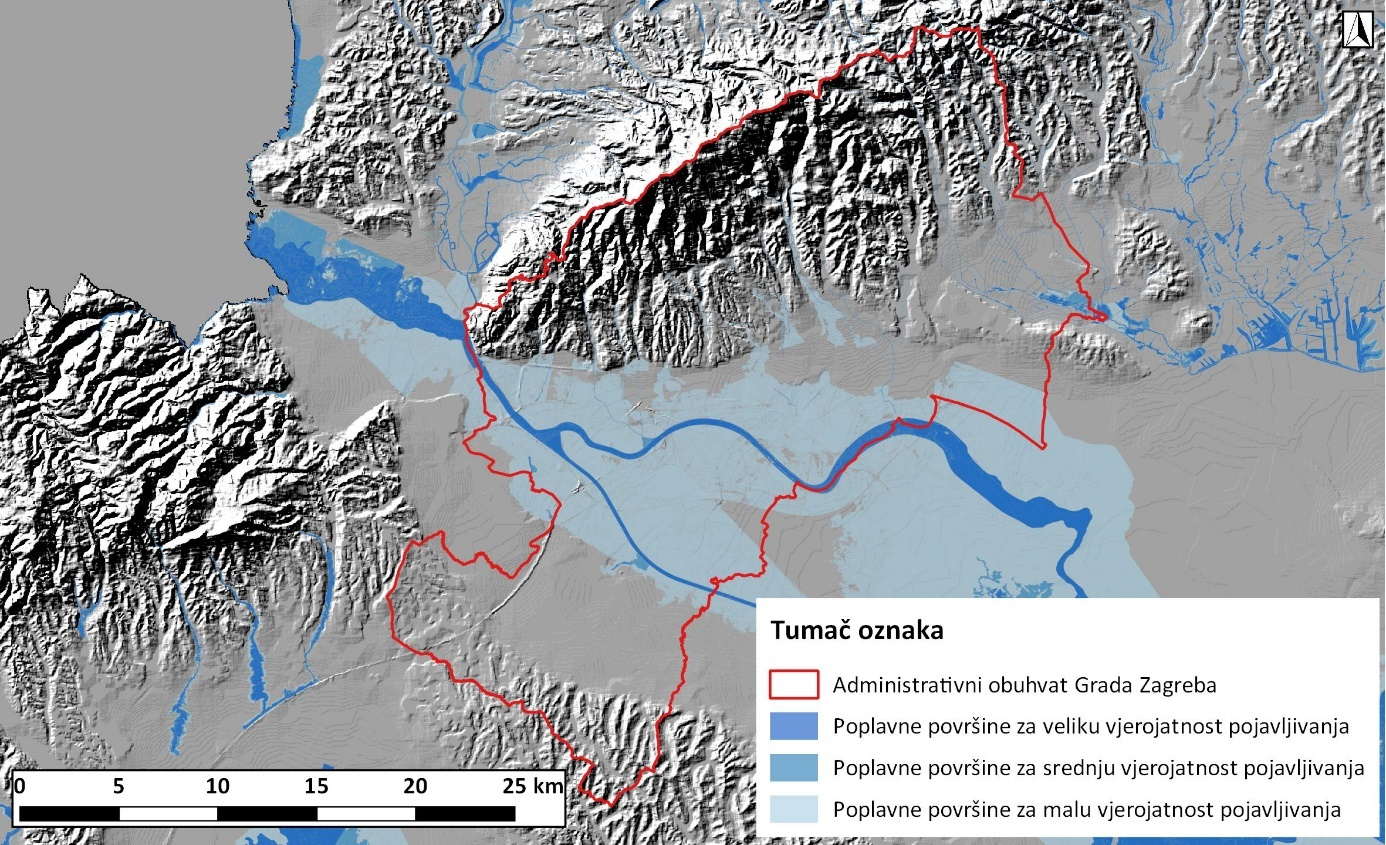 0 5 10 15 20 25 km
Tumač oznaka
Administrativni obuhvat Grada Zagreba
Poplavne površine za veliku vjerojatnost pojavljivanja
Poplavne površine za srednju vjerojatnost pojavljivanja
Poplavne površine za malu vjerojatnost pojavljivanja